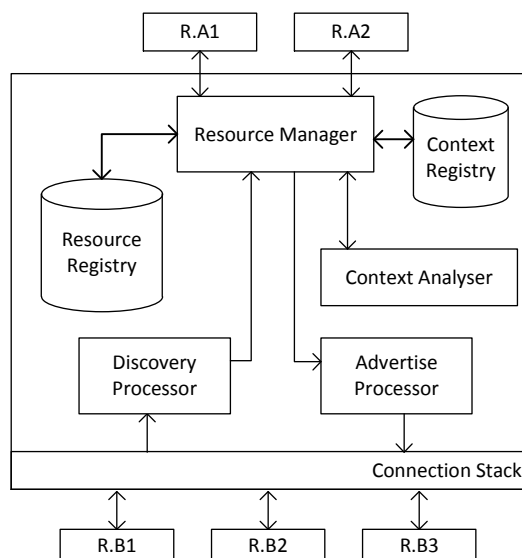 R.A1
R.A2
Resource Manager
Context
Registry
Resource
Registry
Context Analyser
Discovery
Processor
Advertise
Processor
Connection Stack
R.B1
R.B2
R.B3